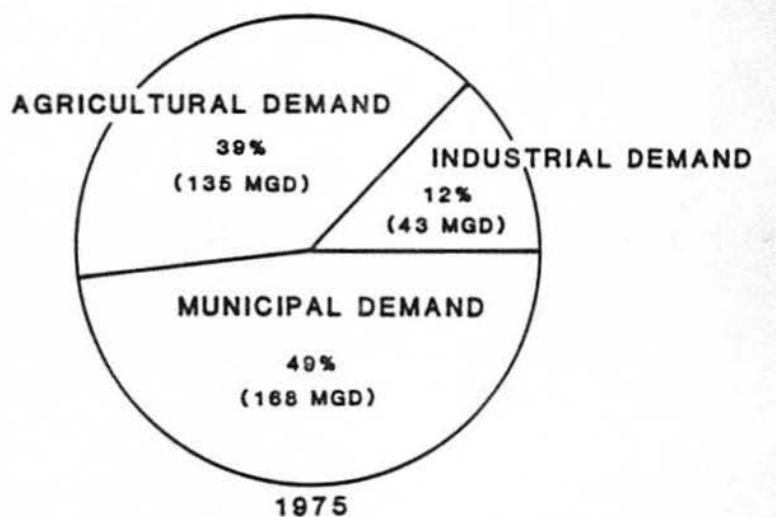 AGRICULTURAL DEMAND
39%
(135 MGD)
INDUSTRIAL DEMAND
12%
(43 MGD)
MUNICIPAL DEMAND
49%
(168 MGD)
1975